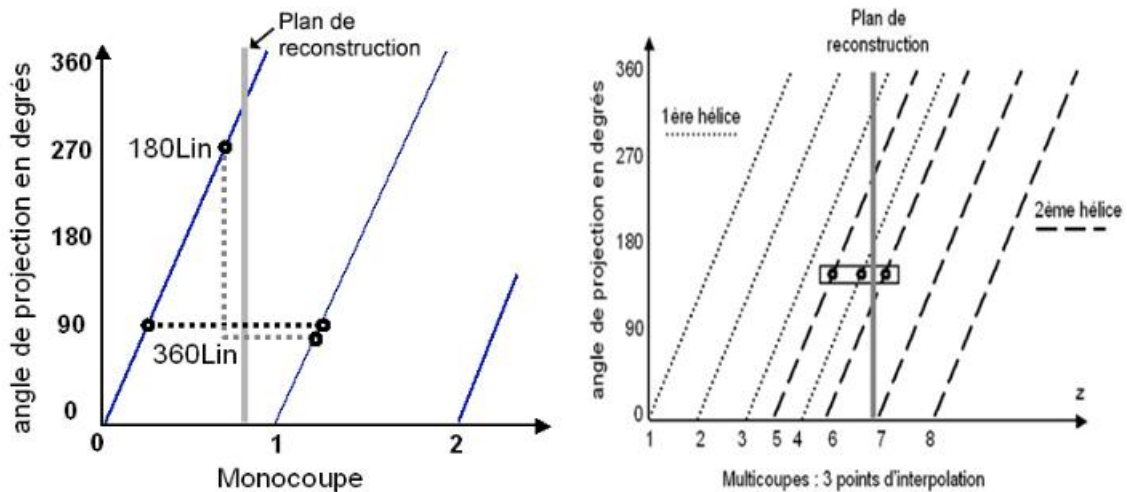 Plan de
reconstruction
angle de projection en degrés
360
270
180
90
0
180Lin
360Lin
0
1
2
Monocoupe
Plan de
reconstruction
angle de projection en degrés
360
270
180
90
0
1ère hélice
2ème hélice
z
1 2 3 5 4 6 7 8
Multicoupes : 3 points d'interpolation